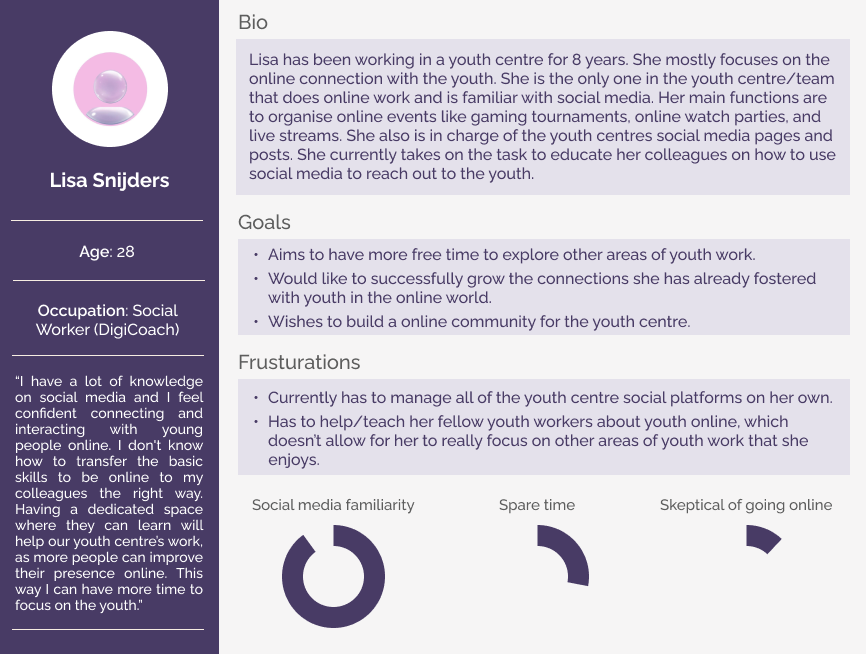 Lisa Snijders
Age: 28
Occupation: Social
Worker (DigiCoach)
“I have a lot of knowledge
on social media and I feel
confident connecting and
interacting with young
people online. I don't know
how to transfer the basic
skills to be online to my
colleagues the right way.
Having a dedicated space
where they can learn will
help our youth centre's work,
as more people can improve
their presence online. This
way I can have more time to
focus on the youth.”
Bio
Lisa has been working in a youth centre for 8 years. She mostly focuses on the
online connection with the youth. She is the only one in the youth centre/team
that does online work and is familiar with social media. Her main functions are
to organise online events like gaming tournaments, online watch parties, and
live streams. She also is in charge of the youth centres social media pages and
posts. She currently takes on the task to educate her colleagues on how to use
social media to reach out to the youth.
Goals
• Aims to have more free time to explore other areas of youth work.
• Would like to successfully grow the connections she has already fostered
with youth in the online world.
• Wishes to build a online community for the youth centre.
Frusturations
• Currently has to manage all of the youth centre social platforms on her own.
• Has to help/teach her fellow youth workers about youth online, which
doesn't allow for her to really focus on other areas of youth work that she
enjoys.
Social media familiarity
Spare time
Skeptical of going online